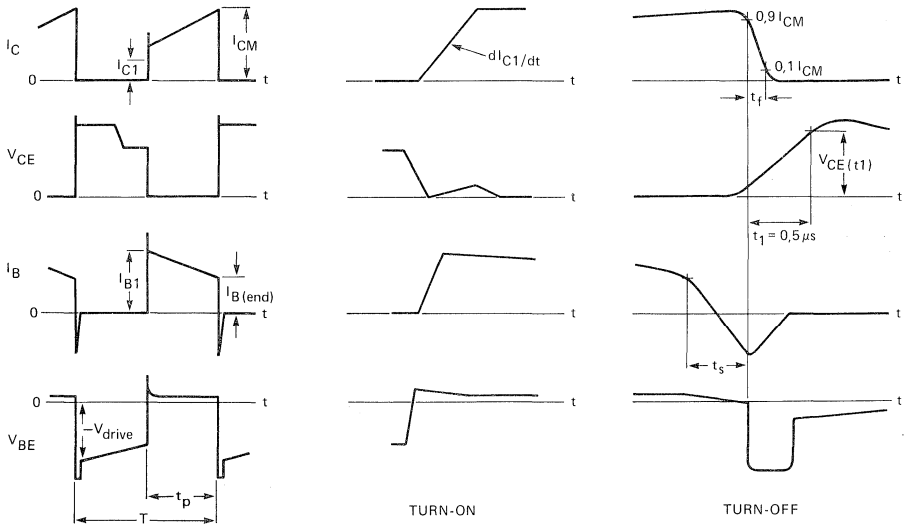 I_C
I_C1
I_CM
0
t
dI_C1/dt
t
0,9 I_CM
0,1 I_CM
t_f
t
V_CE
0
t
t
V_CE(t1)
t
t_1 = 0,5 μs
I_B
I_B1
I_B(end)
0
t
t
t_s
t
0
t
t
t
V_BE
-V_drive
t_p
T
TURN-ON
TURN-OFF